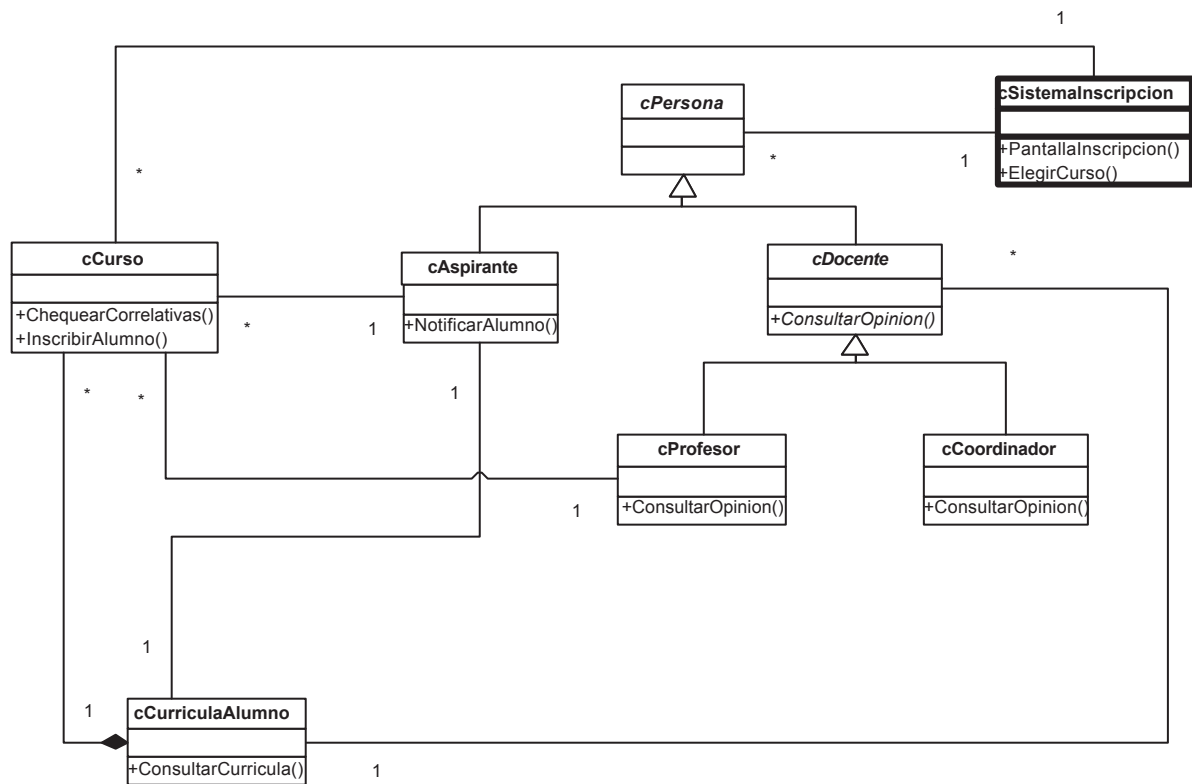 1
cPersona
cSistemaInscripcion
+PantallaInscripcion()
+ElegirCurso()
*
1
*
cCurso
+ChequearCorrelativas()
+InscribirAlumno()
cAspirante
+NotificarAlumno()
cDocente
+ConsultarOpinion()
*
*
1
*
*
1
cProfesor
+ConsultarOpinion()
cCoordinador
+ConsultarOpinion()
1
1
1
cCurriculaAlumno
+ConsultarCurricula()
1